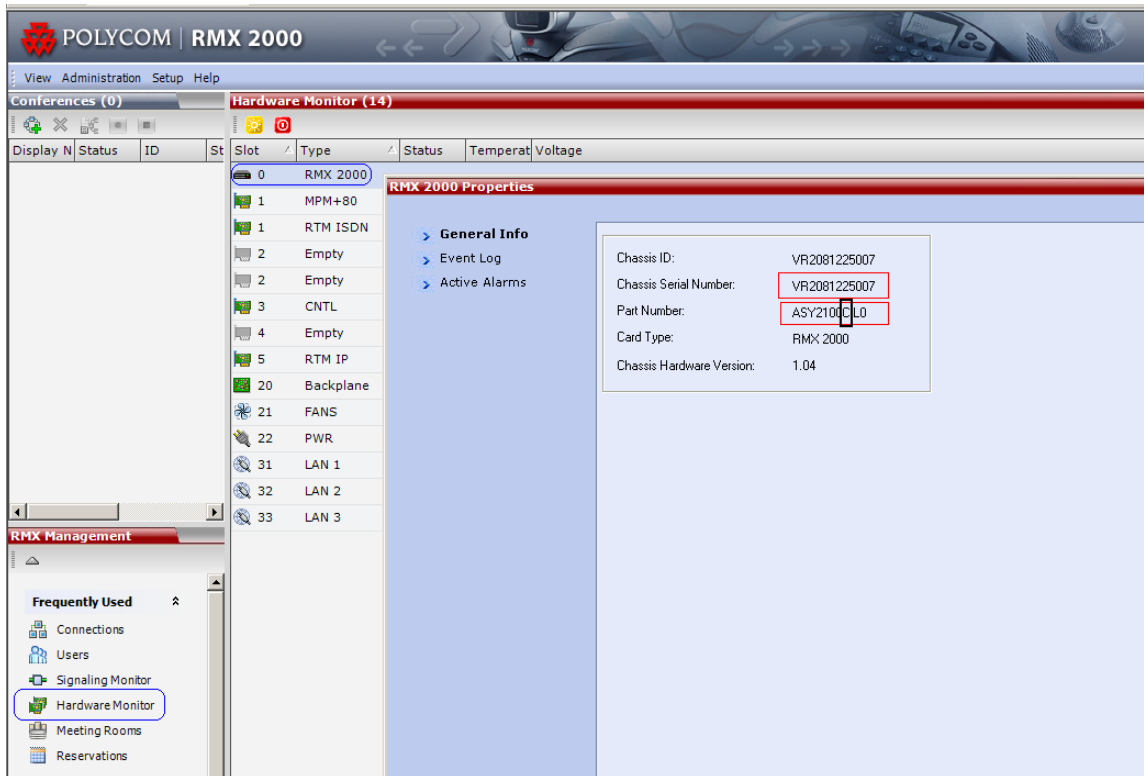 POLYCOM | RMX 2000
View Administration Setup Help
Conferences (0)
Display N Status ID St
RMX Management
Frequently Used
Connections
Users
Signaling Monitor
Hardware Monitor
Meeting Rooms
Reservations
Hardware Monitor (14)
Slot Type Status Temperat Voltage
0 RMX 2000
1 MPM+80
1 RTM ISDN
2 Empty
2 Empty
3 CNTL
4 Empty
5 RTM IP
20 Backplane
21 FANS
22 PWR
31 LAN 1
32 LAN 2
33 LAN 3
RMX 2000 Properties
General Info
Event Log
Active Alarms
Chassis ID: VR2081225007
Chassis Serial Number: VR2081225007
Part Number: ASY2100C-L0
Card Type: RMX 2000
Chassis Hardware Version: 1.04